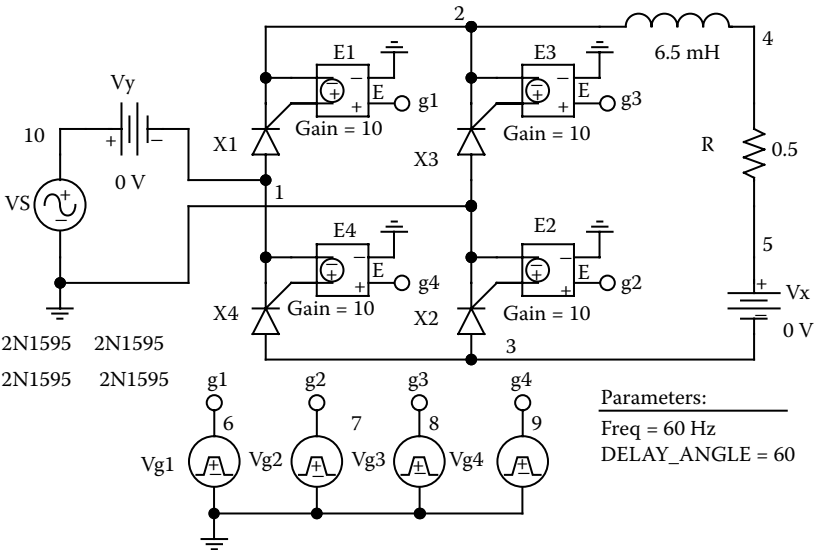 2
4
6.5 mH
E1
E3
Vy
E
g1
E
g3
Gain = 10
Gain = 10
10
X1
X3
R
0.5
0 V
1
VS
E4
E2
5
E
g4
E
g2
Gain = 10
Gain = 10
X4
X2
Vx
0 V
3
2N1595 2N1595
2N1595 2N1595
g1 g2 g3 g4
6 7 8 9
Vg1 Vg2 Vg3 Vg4
Parameters:
Freq = 60 Hz
DELAY_ANGLE = 60